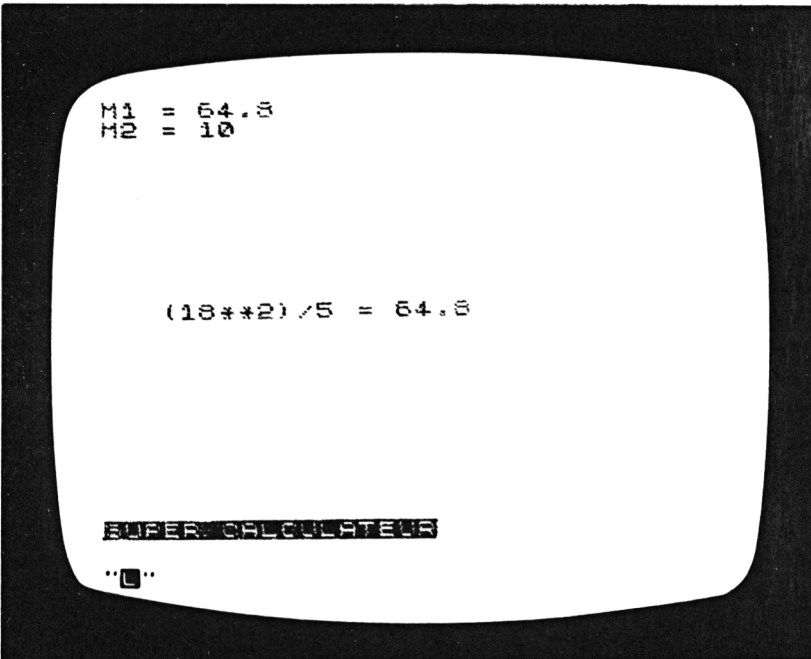 M1 = 64.8
M2 = 10
(18**2)/5 = 64.8
SUPER CALCULATEUR
"L"